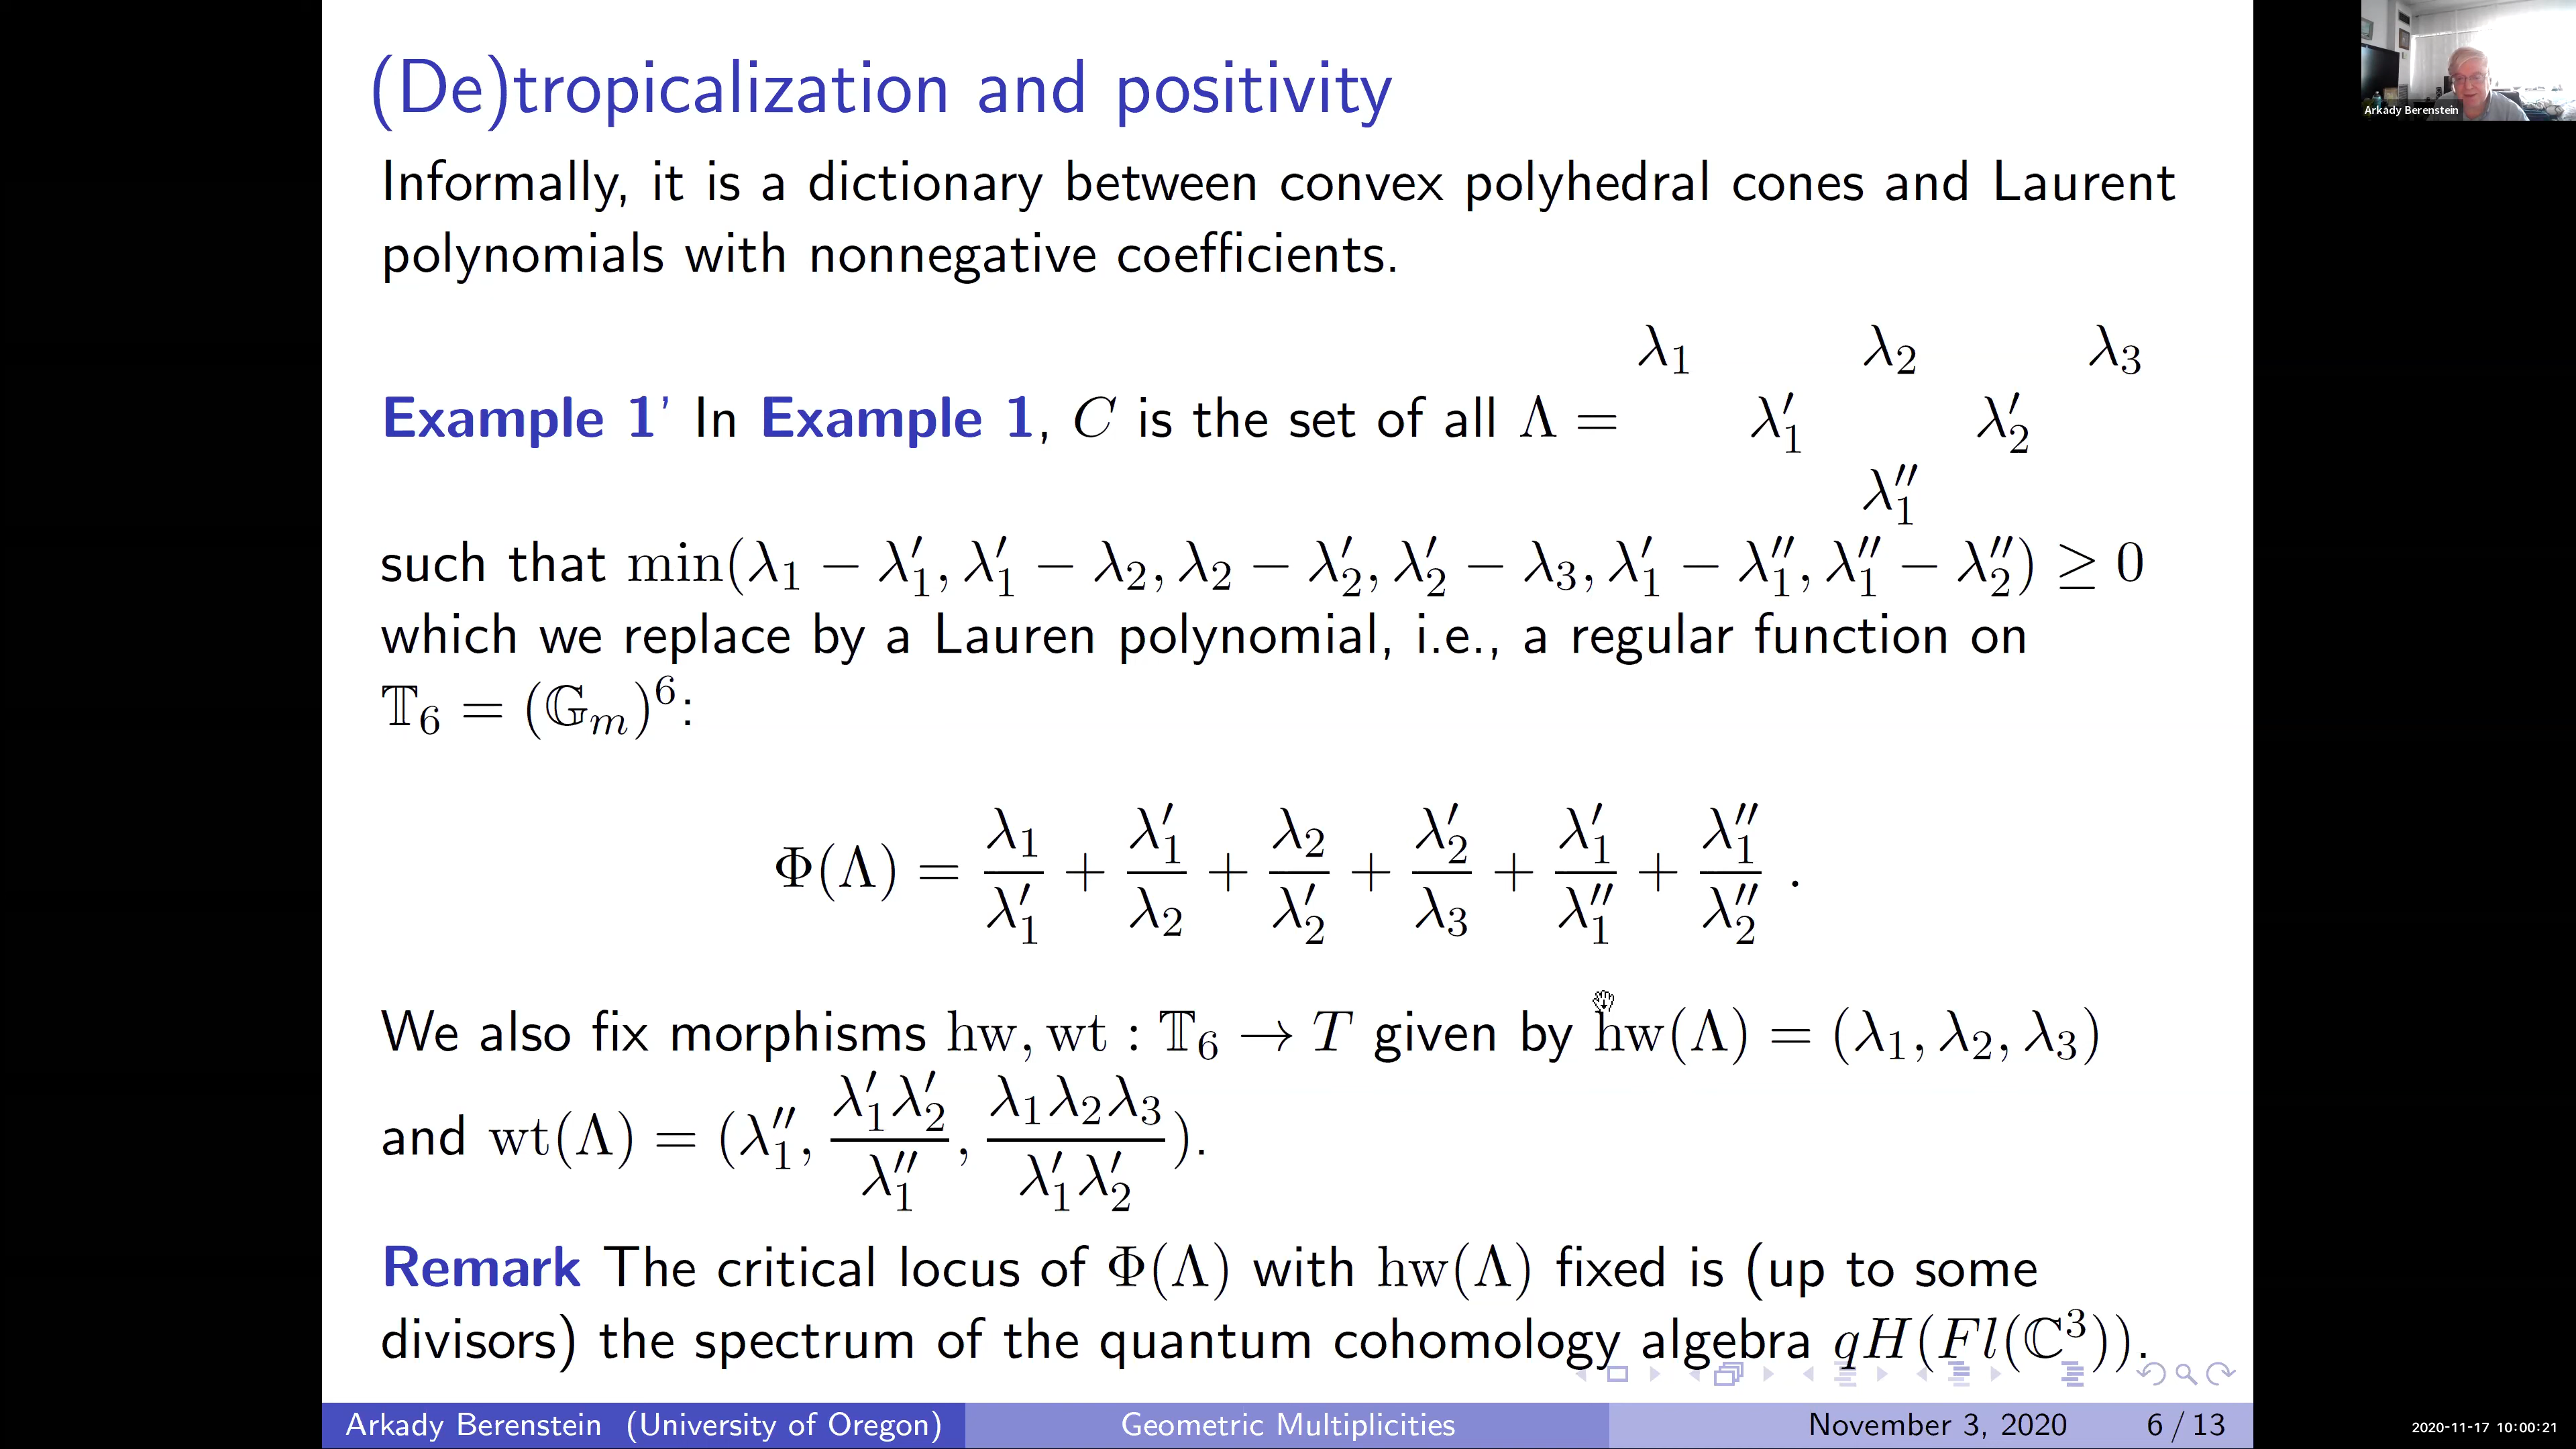 (De)tropicalization and positivity
Arkady Berenstein
Informally, it is a dictionary between convex polyhedral cones and Laurent
polynomials with nonnegative coefficients.
λ₁ λ₂ λ₃
Example 1' In Example 1, C is the set of all Λ = λ′₁ λ′₂
λ″₁
such that min(λ₁ − λ′₁, λ′₁ − λ₂, λ₂ − λ′₂, λ′₂ − λ₃, λ′₁ − λ″₁, λ″₁ − λ″₂) ≥ 0
which we replace by a Lauren polynomial, i.e., a regular function on
𝕋₆ = (𝔾ₘ)⁶:
Φ(Λ) = λ₁/λ′₁ + λ′₁/λ₂ + λ₂/λ′₂ + λ′₂/λ₃ + λ′₁/λ″₁ + λ″₁/λ″₂ .
We also fix morphisms hw, wt : 𝕋₆ → T given by hw(Λ) = (λ₁, λ₂, λ₃)
and wt(Λ) = (λ″₁, λ′₁λ′₂/λ″₁, λ₁λ₂λ₃/λ′₁λ′₂).
Remark The critical locus of Φ(Λ) with hw(Λ) fixed is (up to some
divisors) the spectrum of the quantum cohomology algebra qH(Fl(ℂ³)).
Arkady Berenstein (University of Oregon) Geometric Multiplicities November 3, 2020 6 / 13
2020-11-17 10:00:21